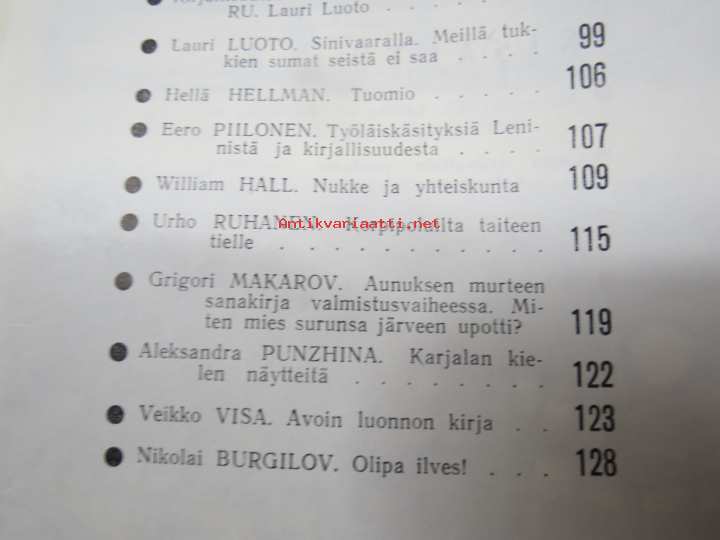 RU. Lauri Luoto . . . . .
● Lauri LUOTO. Sinivaaralla. Meillä tuk-
kien sumat seistä ei saa . . . . 99
● Hellä HELLMAN. Tuomio . . . . . 106
● Eero PIILONEN. Työläiskäsityksiä Leni-
nistä ja kirjallisuudesta . . . . 107
● William HALL. Nukke ja yhteiskunta 109
● Urho RUHANEN. taiteen
Antikvariaatti.net
tielle . . . . . . . . . . 115
● Grigori MAKAROV. Aunuksen murteen
sanakirja valmistusvaiheessa. Mi-
ten mies surunsa järveen upotti? 119
● Aleksandra PUNZHINA. Karjalan kie-
len näytteitä . . . . . . . . 122
● Veikko VISA. Avoin luonnon kirja . . 123
● Nikolai BURGILOV. Olipa ilves! . . . 128